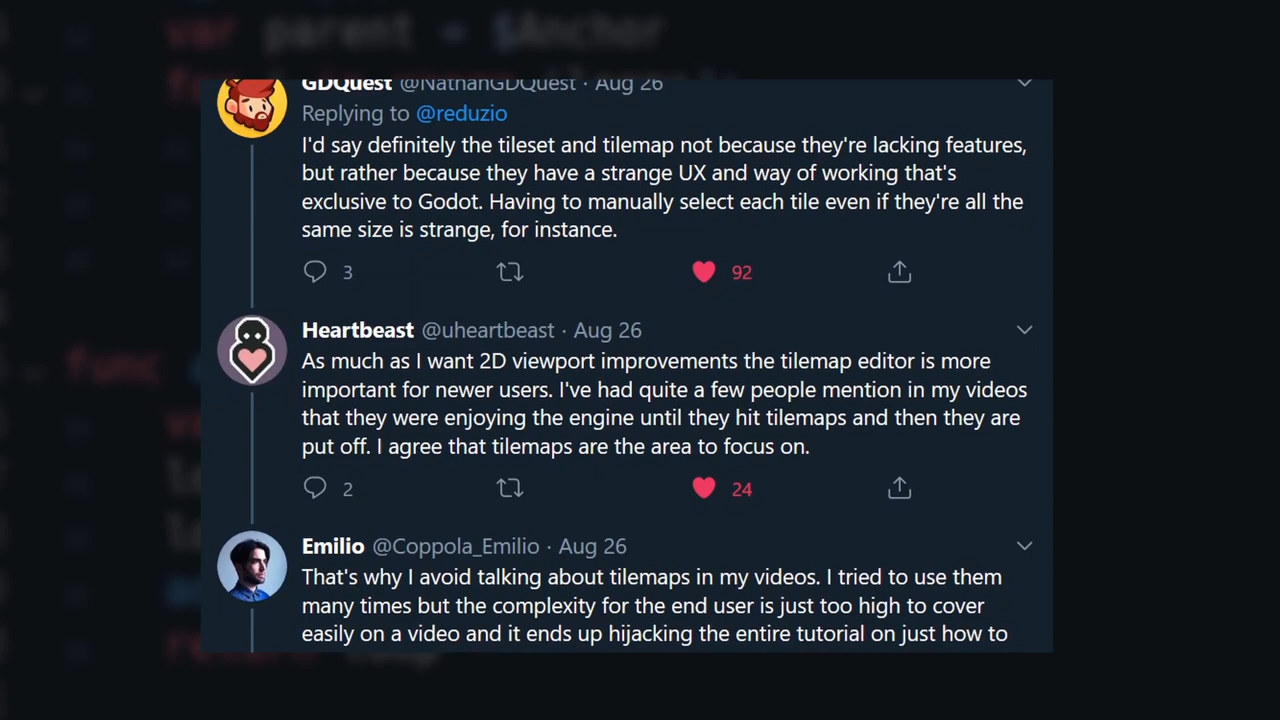 var parent = $Anchor
GDQuest @NathanGDQuest · Aug 26
Replying to @reduzio
I'd say definitely the tileset and tilemap not because they're lacking features,
but rather because they have a strange UX and way of working that's
exclusive to Godot. Having to manually select each tile even if they're all the
same size is strange, for instance.
3 92
func
Heartbeast @uheartbeast · Aug 26
As much as I want 2D viewport improvements the tilemap editor is more
important for newer users. I've had quite a few people mention in my videos
that they were enjoying the engine until they hit tilemaps and then they are
put off. I agree that tilemaps are the area to focus on.
2 24
Emilio @Coppola_Emilio · Aug 26
That's why I avoid talking about tilemaps in my videos. I tried to use them
many times but the complexity for the end user is just too high to cover
easily on a video and it ends up hijacking the entire tutorial on just how to